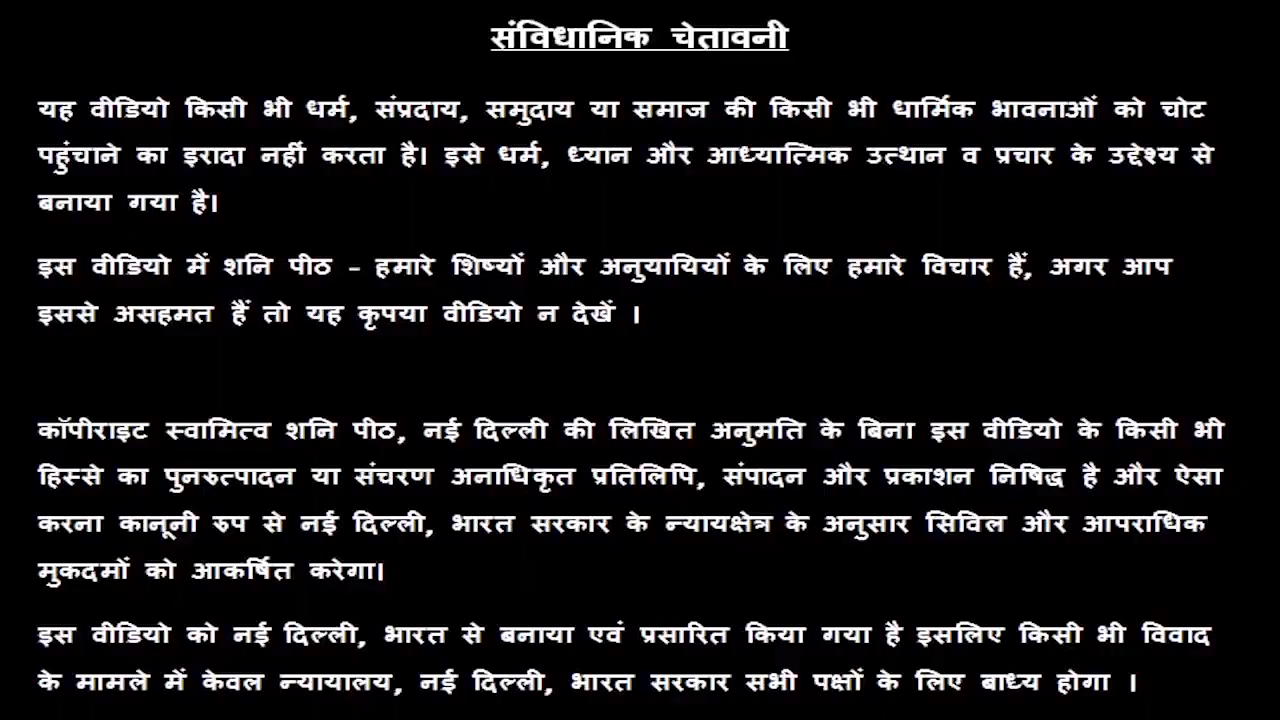 संविधानिक चेतावनी
यह वीडियो किसी भी धर्म, संप्रदाय, समुदाय या समाज की किसी भी धार्मिक भावनाओं को चोट
पहुंचाने का इरादा नहीं करता है। इसे धर्म, ध्यान और आध्यात्मिक उत्थान व प्रचार के उद्देश्य से
बनाया गया है।
इस वीडियो में शनि पीठ – हमारे शिष्यों और अनुयायियों के लिए हमारे विचार हैं, अगर आप
इससे असहमत हैं तो यह कृपया वीडियो न देखें ।
कॉपीराइट स्वामित्व शनि पीठ, नई दिल्ली की लिखित अनुमति के बिना इस वीडियो के किसी भी
हिस्से का पुनरुत्पादन या संचरण अनाधिकृत प्रतिलिपि, संपादन और प्रकाशन निषिद्ध है और ऐसा
करना कानूनी रुप से नई दिल्ली, भारत सरकार के न्यायक्षेत्र के अनुसार सिविल और आपराधिक
मुकदमों को आकर्षित करेगा।
इस वीडियो को नई दिल्ली, भारत से बनाया एवं प्रसारित किया गया है इसलिए किसी भी विवाद
के मामले में केवल न्यायालय, नई दिल्ली, भारत सरकार सभी पक्षों के लिए बाध्य होगा ।